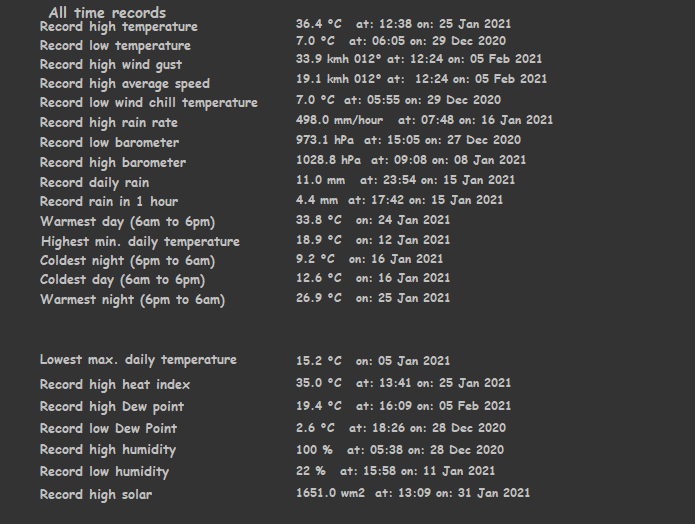 All time records
Record high temperature 36.4 °C at: 12:38 on: 25 Jan 2021
Record low temperature 7.0 °C at: 06:05 on: 29 Dec 2020
Record high wind gust 33.9 kmh 012° at: 12:24 on: 05 Feb 2021
Record high average speed 19.1 kmh 012° at: 12:24 on: 05 Feb 2021
Record low wind chill temperature 7.0 °C at: 05:55 on: 29 Dec 2020
Record high rain rate 498.0 mm/hour at: 07:48 on: 16 Jan 2021
Record low barometer 973.1 hPa at: 15:05 on: 27 Dec 2020
Record high barometer 1028.8 hPa at: 09:08 on: 08 Jan 2021
Record daily rain 11.0 mm at: 23:54 on: 15 Jan 2021
Record rain in 1 hour 4.4 mm at: 17:42 on: 15 Jan 2021
Warmest day (6am to 6pm) 33.8 °C on: 24 Jan 2021
Highest min. daily temperature 18.9 °C on: 12 Jan 2021
Coldest night (6pm to 6am) 9.2 °C on: 16 Jan 2021
Coldest day (6am to 6pm) 12.6 °C on: 16 Jan 2021
Warmest night (6pm to 6am) 26.9 °C on: 25 Jan 2021
Lowest max. daily temperature 15.2 °C on: 05 Jan 2021
Record high heat index 35.0 °C at: 13:41 on: 25 Jan 2021
Record high Dew point 19.4 °C at: 16:09 on: 05 Feb 2021
Record low Dew Point 2.6 °C at: 18:26 on: 28 Dec 2020
Record high humidity 100 % at: 05:38 on: 28 Dec 2020
Record low humidity 22 % at: 15:58 on: 11 Jan 2021
Record high solar 1651.0 wm2 at: 13:09 on: 31 Jan 2021